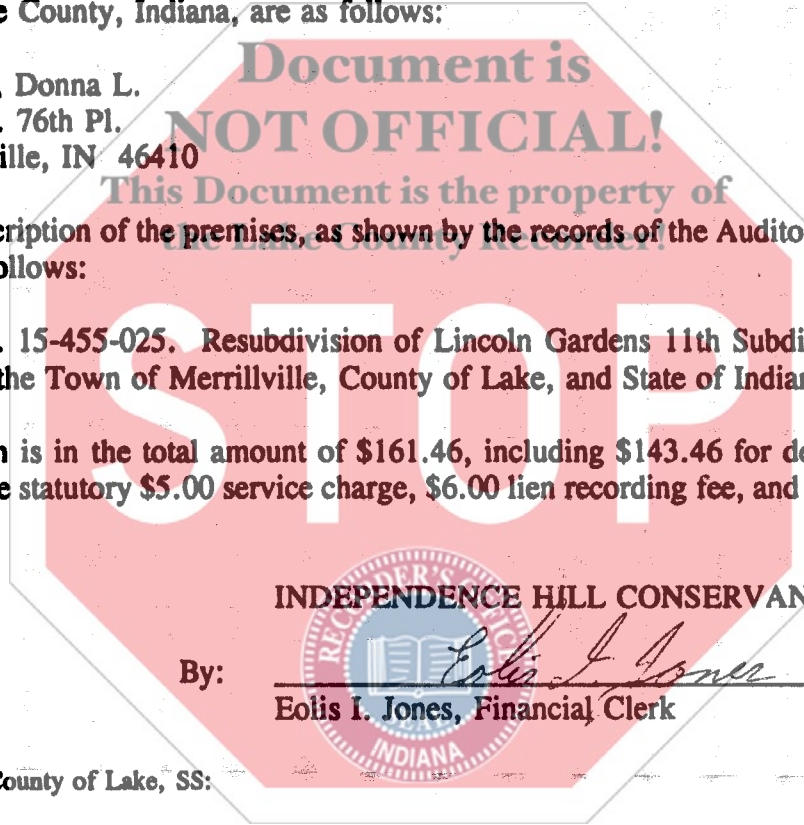 e County, Indiana, are as follows:
Document is
Donna L.
. 76th Pl.
NOT OFFICIAL!
ille, IN 46410
This Document is the property of
the Lake County Recorder!
cription of the premises, as shown by the records of the Audito
ollows:
. 15-455-025. Resubdivision of Lincoln Gardens 11th Subdi
the Town of Merrillville, County of Lake, and State of Indian
STOP
n is in the total amount of $161.46, including $143.46 for de
e statutory $5.00 service charge, $6.00 lien recording fee, and
INDEPENDENCE HILL CONSERVAN
RECORDER'S OFFICE
By: Eolis I. Jones
Eolis I. Jones, Financial Clerk
INDIANA
County of Lake, SS: